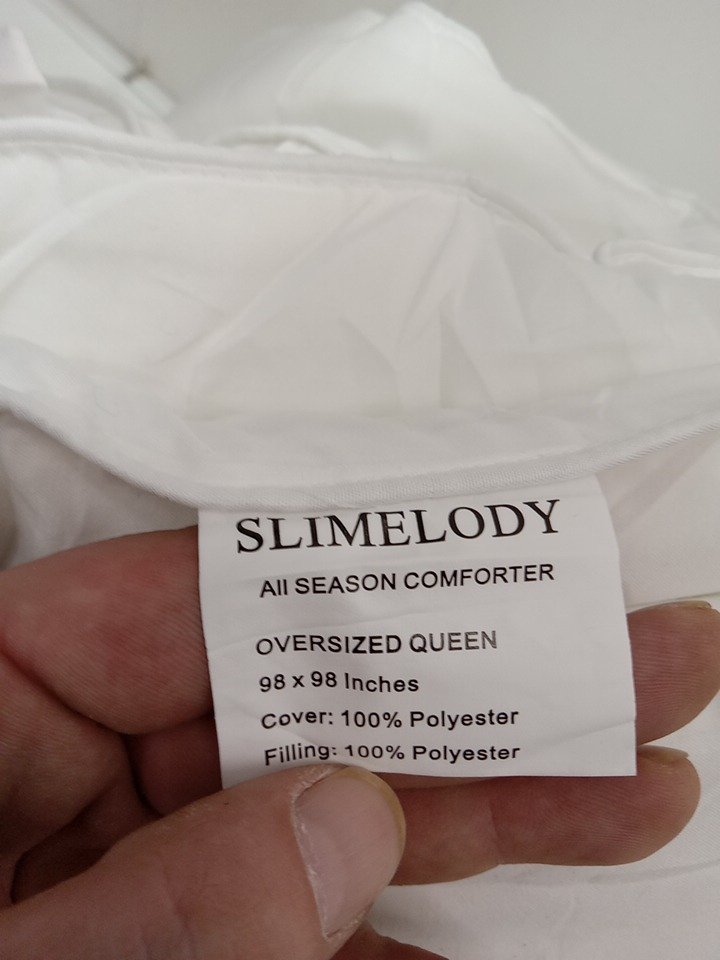 SLIMELODY
All SEASON COMFORTER
OVERSIZED QUEEN
98 x 98 Inches
Cover: 100% Polyester
Filling: 100% Polyester